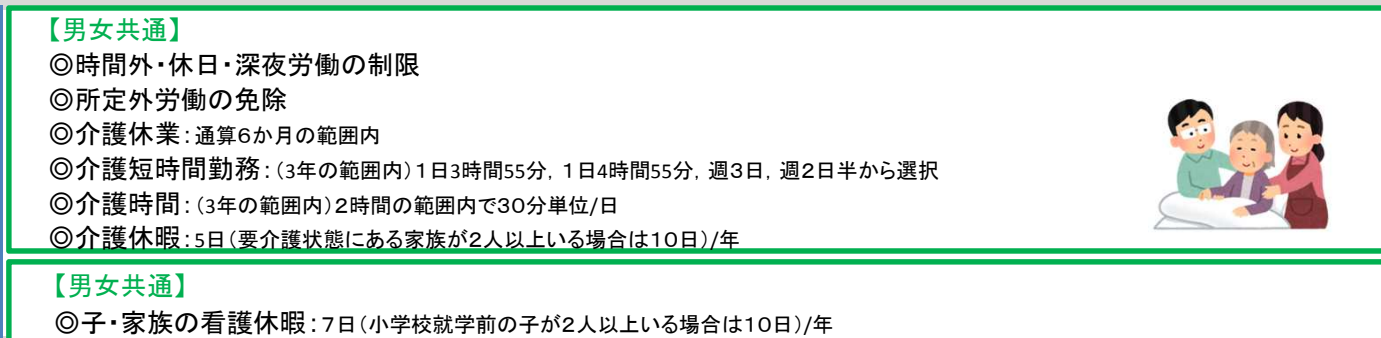 【男女共通】
◎時間外・休日・深夜労働の制限
◎所定外労働の免除
◎介護休業：通算6か月の範囲内
◎介護短時間勤務：(3年の範囲内)1日3時間55分，1日4時間55分，週3日，週2日半から選択
◎介護時間：(3年の範囲内)2時間の範囲内で30分単位/日
◎介護休暇：5日(要介護状態にある家族が2人以上いる場合は10日)/年
【男女共通】
◎子・家族の看護休暇：7日(小学校就学前の子が2人以上いる場合は10日)/年